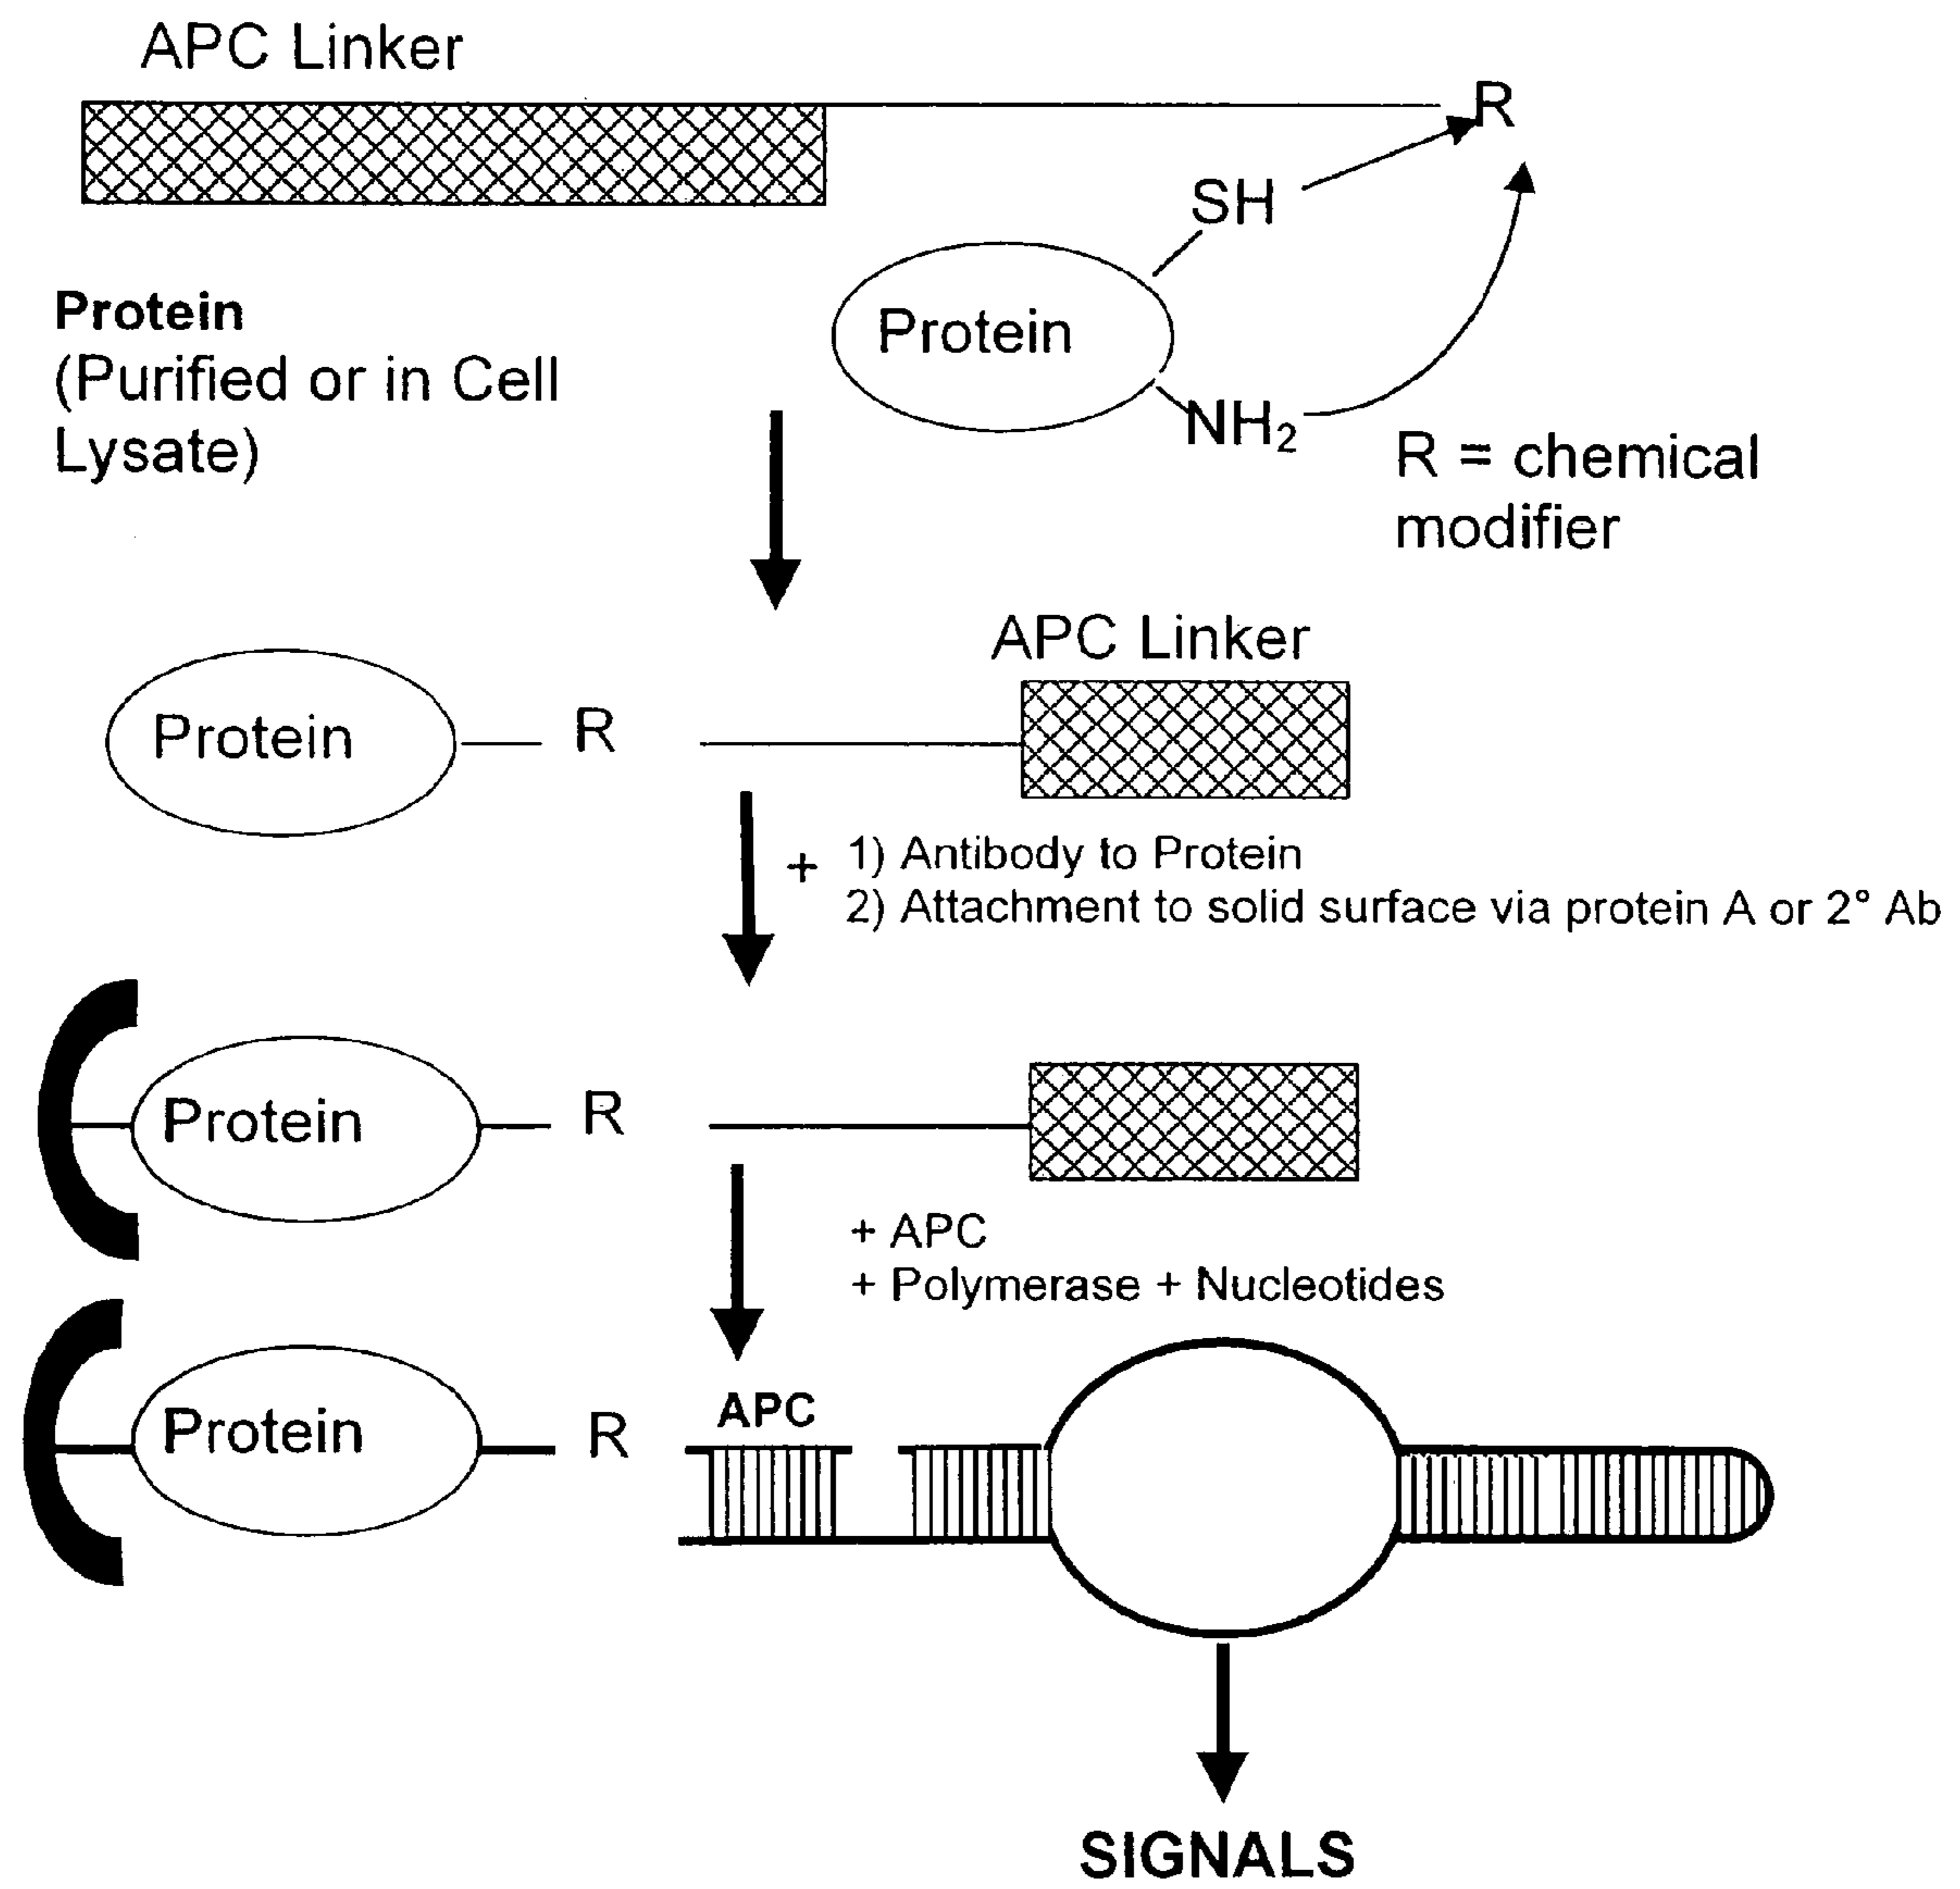 APC Linker
R
SH
Protein
(Purified or in Cell
Lysate)
Protein
NH₂
R = chemical
modifier
APC Linker
Protein
R
+
1) Antibody to Protein
2) Attachment to solid surface via protein A or 2° Ab
Protein
R
+ APC
+ Polymerase + Nucleotides
APC
Protein
R
SIGNALS